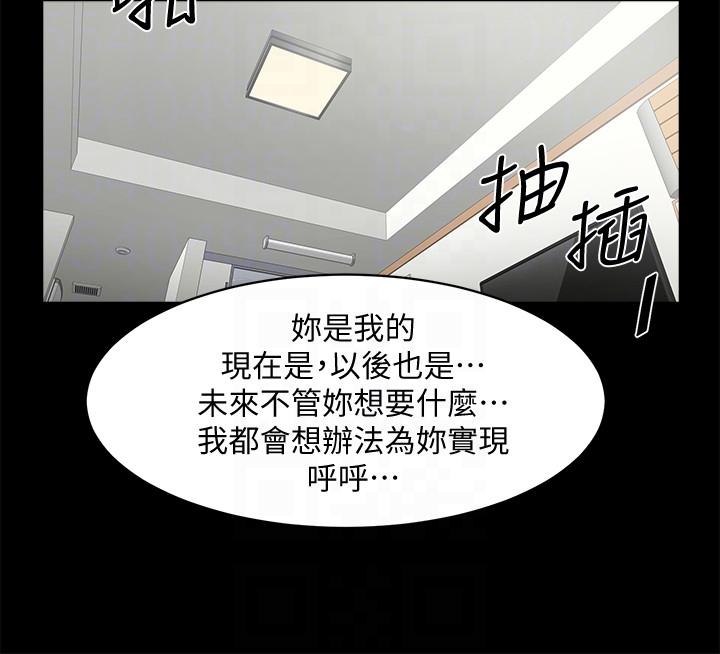 抽插!
妳是我的
現在是，以後也是…
未來不管妳想要什麼…
我都會想辦法為妳實現
呼呼…